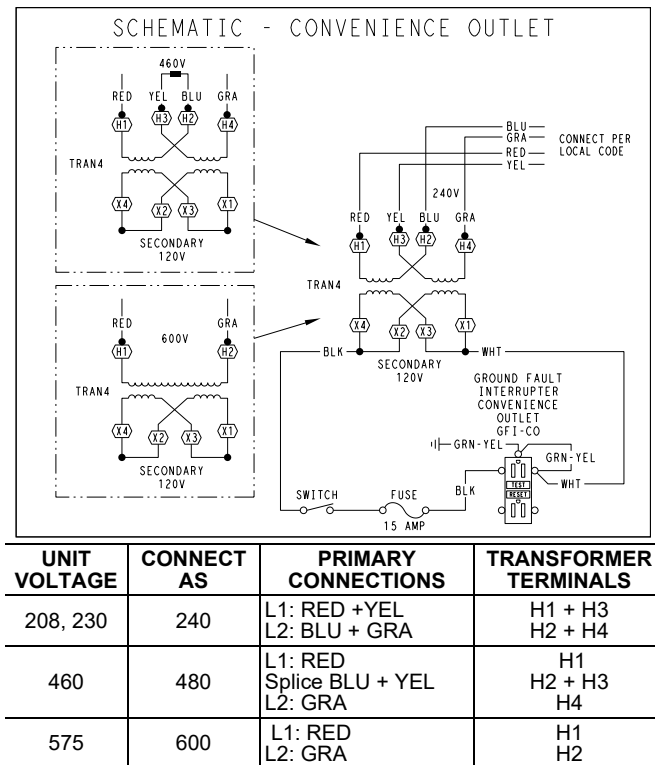 SCHEMATIC - CONVENIENCE OUTLET
460V
RED YEL BLU GRA
H1 H3 H2 H4
TRAN4
X4 X2 X3 X1
SECONDARY
120V
RED GRA
600V
H1 H2
TRAN4
X4 X2 X3 X1
SECONDARY
120V
BLU
GRA
RED
YEL
CONNECT PER
LOCAL CODE
240V
RED YEL BLU GRA
H1 H3 H2 H4
TRAN4
X4 X2 X3 X1
BLK WHT
SECONDARY
120V
GROUND FAULT
INTERRUPTER
CONVENIENCE
OUTLET
GFI-CO
GRN-YEL
GRN-YEL
WHT
TEST
RESET
BLK
SWITCH FUSE
15 AMP
UNIT VOLTAGE CONNECT AS PRIMARY CONNECTIONS TRANSFORMER TERMINALS
208, 230 240 L1: RED +YEL H1 + H3
L2: BLU + GRA H2 + H4
460 480 L1: RED H1
Splice BLU + YEL H2 + H3
L2: GRA H4
575 600 L1: RED H1
L2: GRA H2